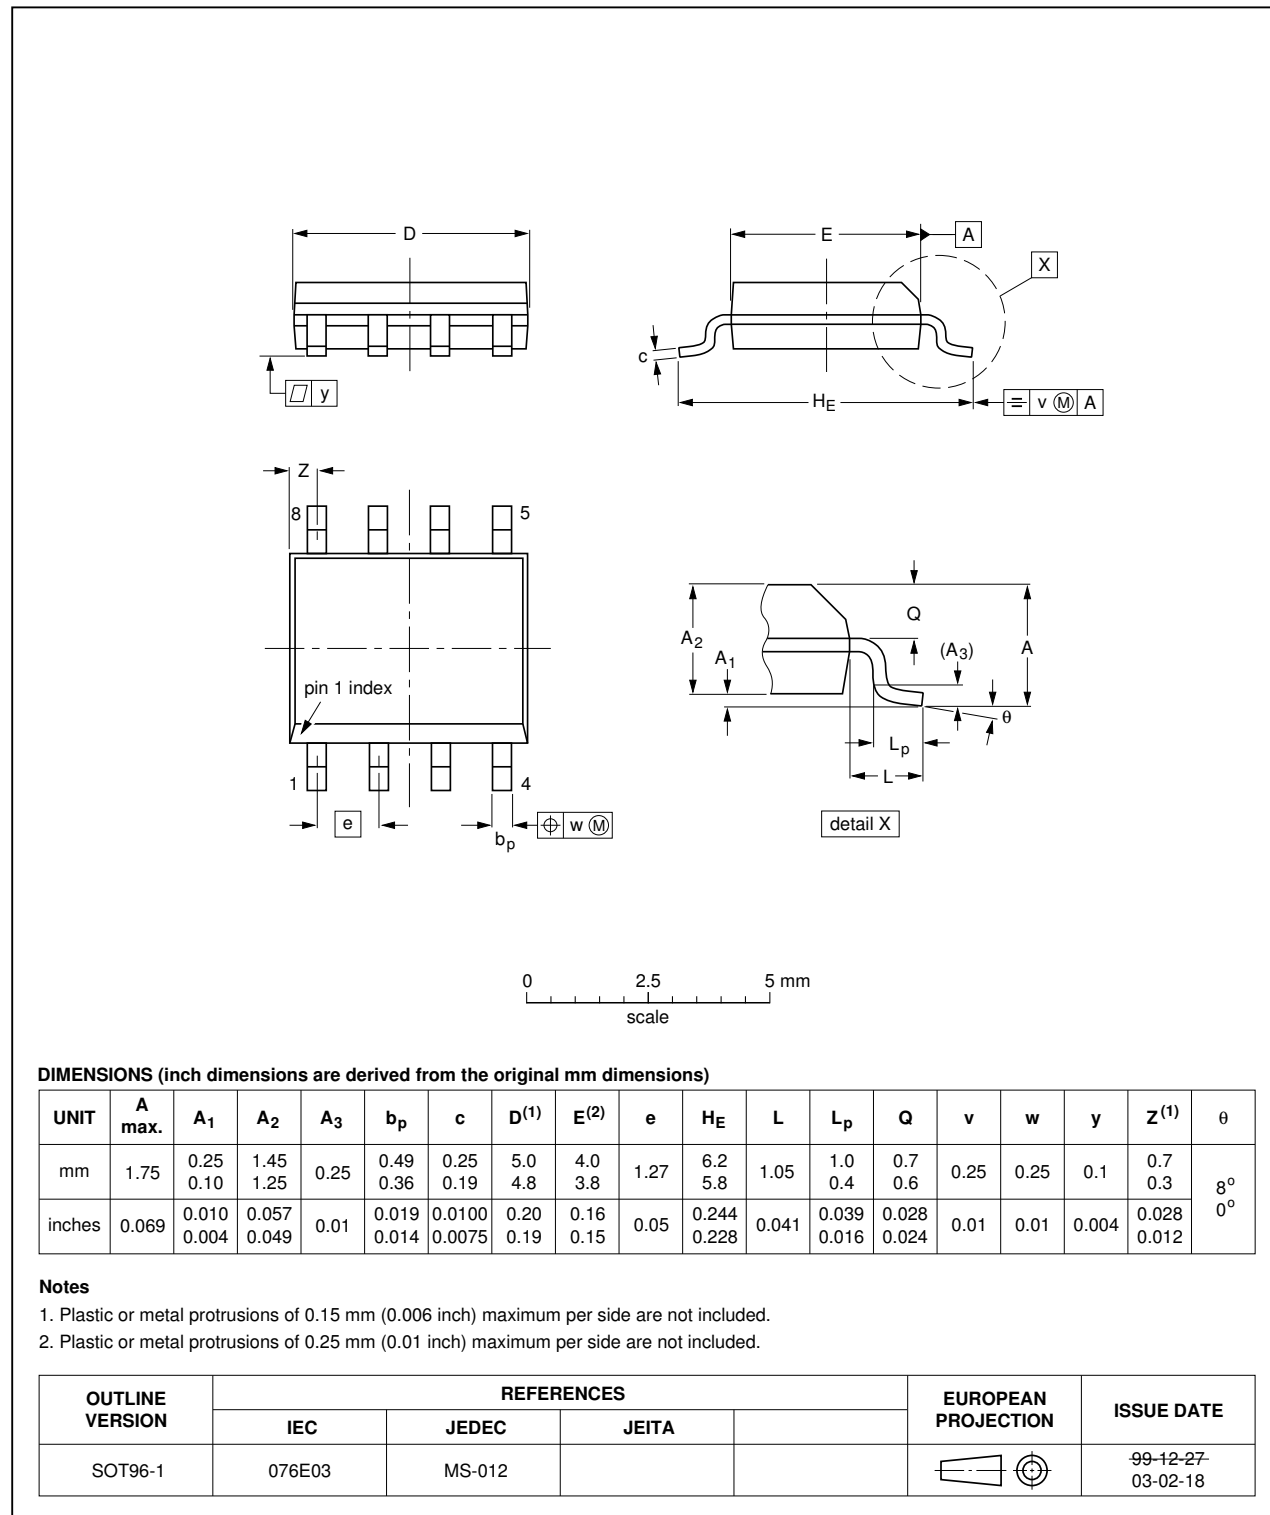 D
E
A
X
c
y
HE
v Ⓜ A
Z
8
5
pin 1 index
1
4
e
bp
w Ⓜ
A2
A1
Q
(A3)
A
θ
Lp
L
detail X
0 2.5 5 mm
scale
DIMENSIONS (inch dimensions are derived from the original mm dimensions)
UNIT A max. A1 A2 A3 bp c D(1) E(2) e HE L Lp Q v w y Z(1) θ
mm 1.75 0.25 0.10 1.45 1.25 0.25 0.49 0.36 0.25 0.19 5.0 4.8 4.0 3.8 1.27 6.2 5.8 1.05 1.0 0.4 0.7 0.6 0.25 0.25 0.1 0.7 0.3 8o 0o
inches 0.069 0.010 0.004 0.057 0.049 0.01 0.019 0.014 0.0100 0.0075 0.20 0.19 0.16 0.15 0.05 0.244 0.228 0.041 0.039 0.016 0.028 0.024 0.01 0.01 0.004 0.028 0.012
Notes
1. Plastic or metal protrusions of 0.15 mm (0.006 inch) maximum per side are not included.
2. Plastic or metal protrusions of 0.25 mm (0.01 inch) maximum per side are not included.
OUTLINE VERSION
REFERENCES
EUROPEAN PROJECTION
ISSUE DATE
IEC JEDEC JEITA
SOT96-1 076E03 MS-012
99-12-27
03-02-18